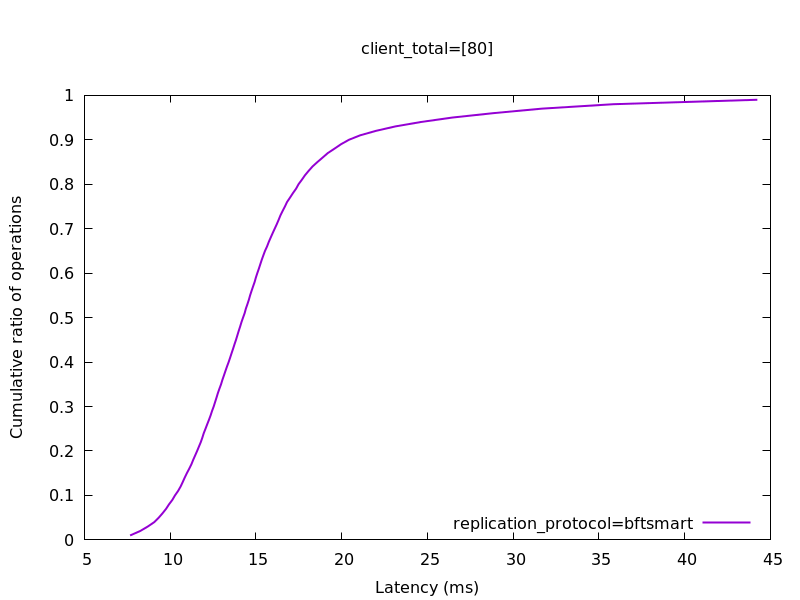 client_total=[80]
1
0.9
0.8
0.7
0.6
0.5
0.4
0.3
0.2
0.1
0
Cumulative ratio of operations
replication_protocol=bftsmart
5 10 15 20 25 30 35 40 45
Latency (ms)